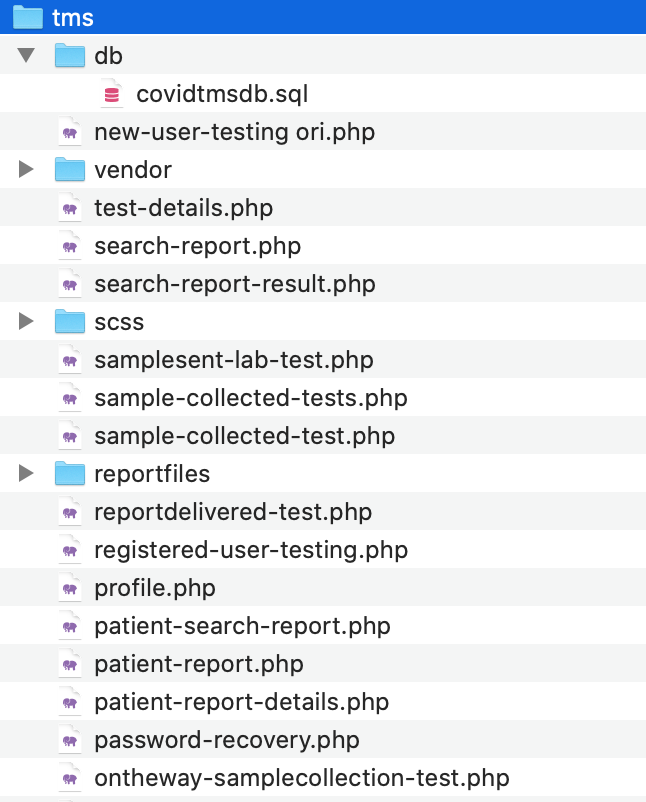 tms
db
covidtmsdb.sql
new-user-testing ori.php
vendor
test-details.php
search-report.php
search-report-result.php
scss
samplesent-lab-test.php
sample-collected-tests.php
sample-collected-test.php
reportfiles
reportdelivered-test.php
registered-user-testing.php
profile.php
patient-search-report.php
patient-report.php
patient-report-details.php
password-recovery.php
ontheway-samplecollection-test.php